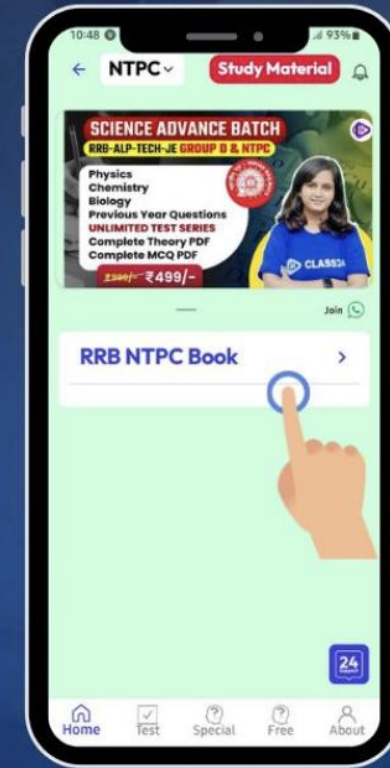 10:48
93%
NTPC
Study Material
SCIENCE ADVANCE BATCH
RRB-ALP-TECH-JE GROUP D & NTPC
Physics
Chemistry
Biology
Previous Year Questions
UNLIMITED TEST SERIES
Complete Theory PDF
Complete MCQ PDF
₹499/-
CLASS24
Join
RRB NTPC Book
24
Home
Test
Special
Free
About